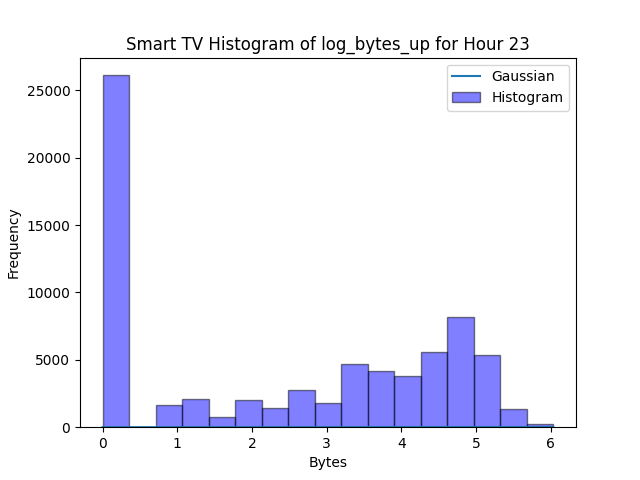 Smart TV Histogram of log_bytes_up for Hour 23
Gaussian
Histogram
Frequency
25000
20000
15000
10000
5000
0
0 1 2 3 4 5 6
Bytes